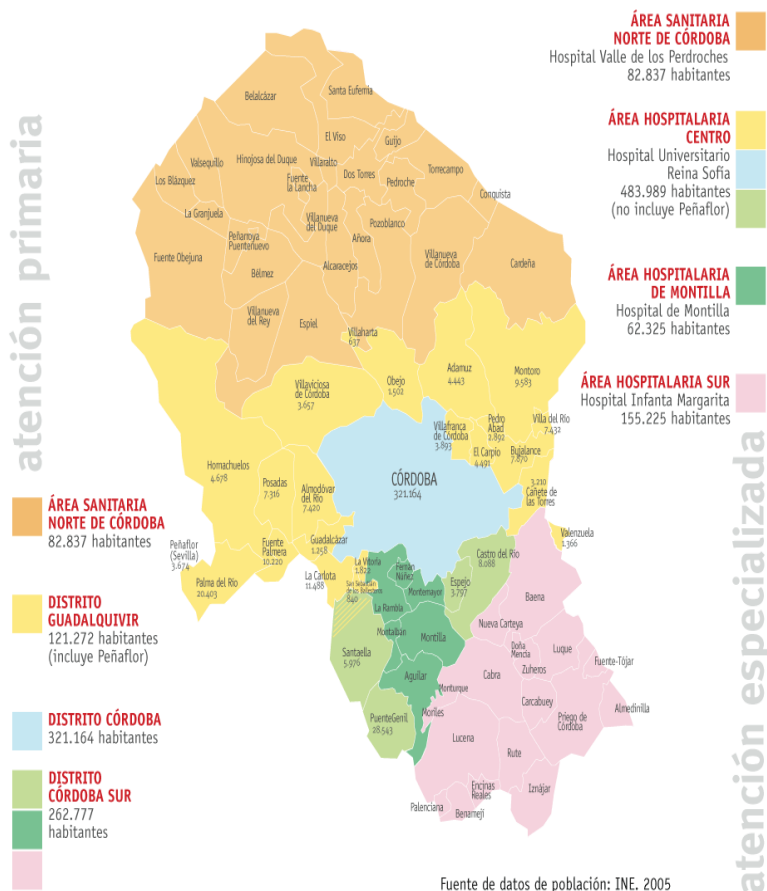 atención primaria
ÁREA SANITARIA
NORTE DE CÓRDOBA
Hospital Valle de los Perdroches
82.837 habitantes
ÁREA HOSPITALARIA
CENTRO
Hospital Universitario
Reina Sofía
483.989 habitantes
(no incluye Peñaflor)
ÁREA HOSPITALARIA
DE MONTILLA
Hospital de Montilla
62.325 habitantes
ÁREA HOSPITALARIA SUR
Hospital Infanta Margarita
155.225 habitantes
atención especializada
ÁREA SANITARIA
NORTE DE CÓRDOBA
82.837 habitantes
DISTRITO
GUADALQUIVIR
121.272 habitantes
(incluye Peñaflor)
DISTRITO CÓRDOBA
321.164 habitantes
DISTRITO
CÓRDOBA SUR
262.777
habitantes
Belalcázar
Santa Eufemia
El Viso
Guijo
Valsequillo
Hinojosa del Duque
Villaralto
Los Blázquez
Fuente
la Lancha
Dos Torres
Pedroche
Torrecampo
Conquista
La Granjuela
Villanueva
del Duque
Añora
Pozoblanco
Peñarroya
Puentenuevo
Fuente Obejuna
Bélmez
Alcaracejos
Villanueva
de Córdoba
Cardeña
Villanueva
del Rey
Espiel
Villaharta
637
Obejo
1.502
Adamuz
4.443
Montoro
9.583
Villaviciosa
de Córdoba
3.657
Villafranca
de Córdoba
3.893
Pedro
Abad
2.892
Villa del Río
7.432
El Carpio
4.491
Bujalance
7.870
3.210
Cañete de
las Torres
Hornachuelos
4.678
Posadas
7.316
Almodóvar
del Río
7.420
CÓRDOBA
321.164
Valenzuela
1.366
Peñaflor
(Sevilla)
3.674
Palma del Río
20.403
Fuente
Palmera
10.220
Guadalcázar
1.258
La Carlota
11.488
La Vitoria
1.822
San Sebastián
de los Ballesteros
840
Fernán
Núñez
Montemayor
Espejo
3.797
Castro del Río
8.088
La Rambla
Montalbán
Montilla
Santaella
5.976
Aguilar
Baena
Nueva Carteya
Doña
Mencía
Luque
Zuheros
Fuente-Tójar
Cabra
Monturque
Carcabuey
Priego de
Córdoba
Almedinilla
PuenteGenil
28.543
Moriles
Lucena
Rute
Encinas
Reales
Iznájar
Palenciana
Benamejí
Fuente de datos de población: INE. 2005